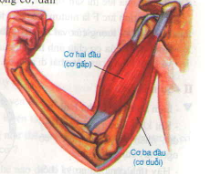 Cơ hai đầu
(cơ gấp)
Cơ ba đầu
(cơ duỗi)